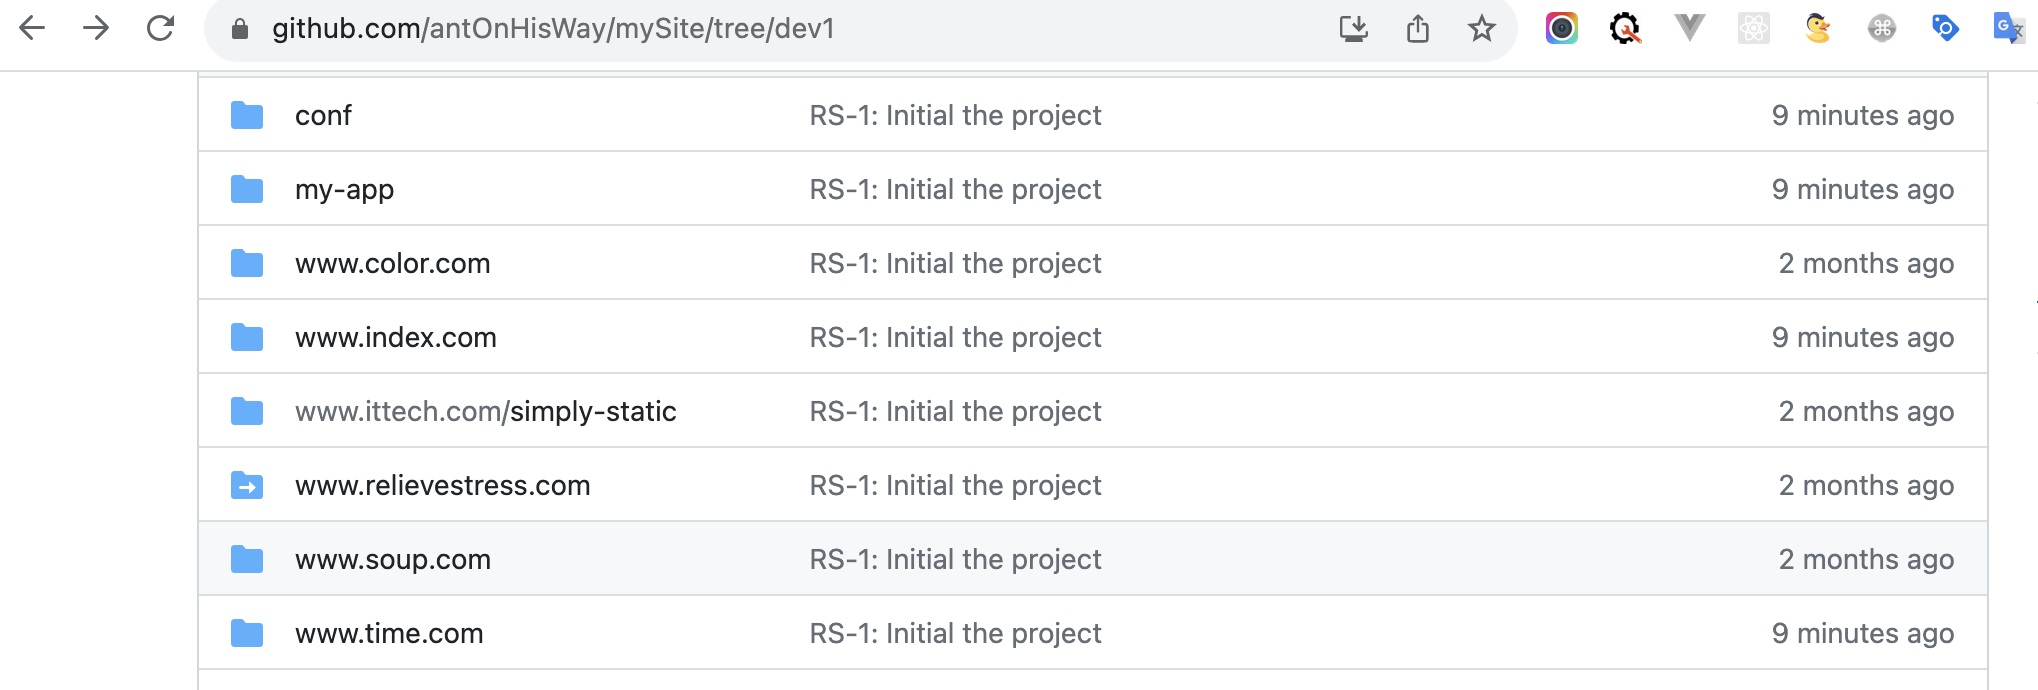 github.com/antOnHisWay/mySite/tree/dev1
conf RS-1: Initial the project 9 minutes ago
my-app RS-1: Initial the project 9 minutes ago
www.color.com RS-1: Initial the project 2 months ago
www.index.com RS-1: Initial the project 9 minutes ago
www.ittech.com/simply-static RS-1: Initial the project 2 months ago
www.relievestress.com RS-1: Initial the project 2 months ago
www.soup.com RS-1: Initial the project 2 months ago
www.time.com RS-1: Initial the project 9 minutes ago